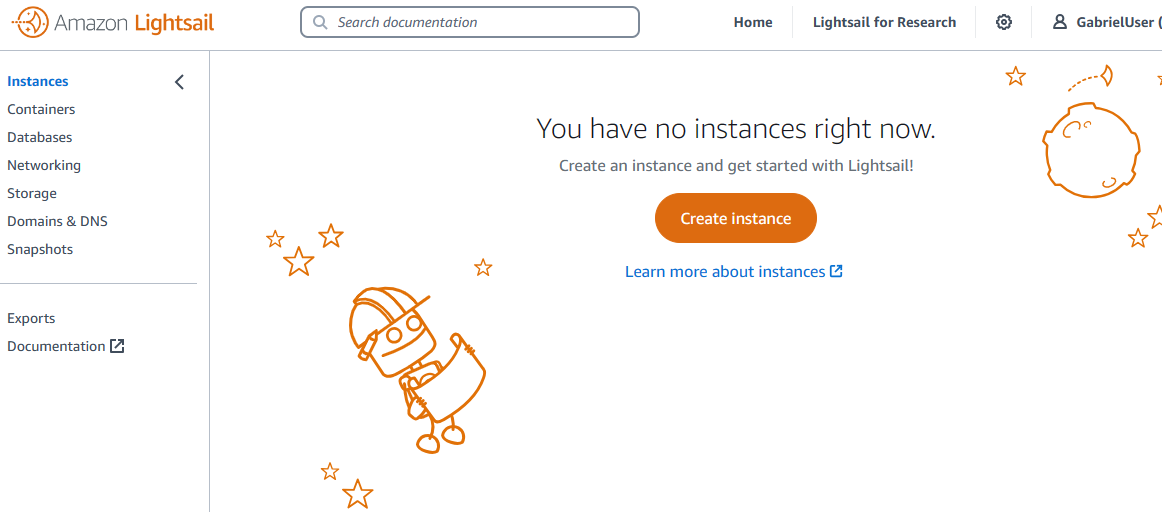 Amazon Lightsail
Search documentation
Home
Lightsail for Research
GabrielUser (
Instances
Containers
Databases
Networking
Storage
Domains & DNS
Snapshots
Exports
Documentation
You have no instances right now.
Create an instance and get started with Lightsail!
Create instance
Learn more about instances